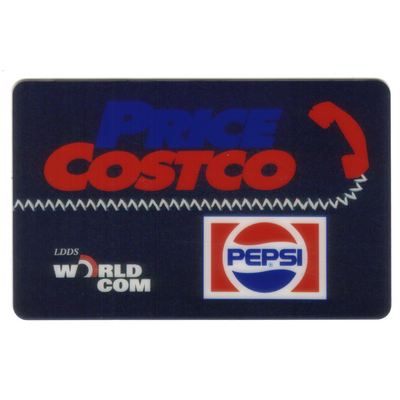 PRICE
COSTCO
LDDS
WORLD
COM
PEPSI
®